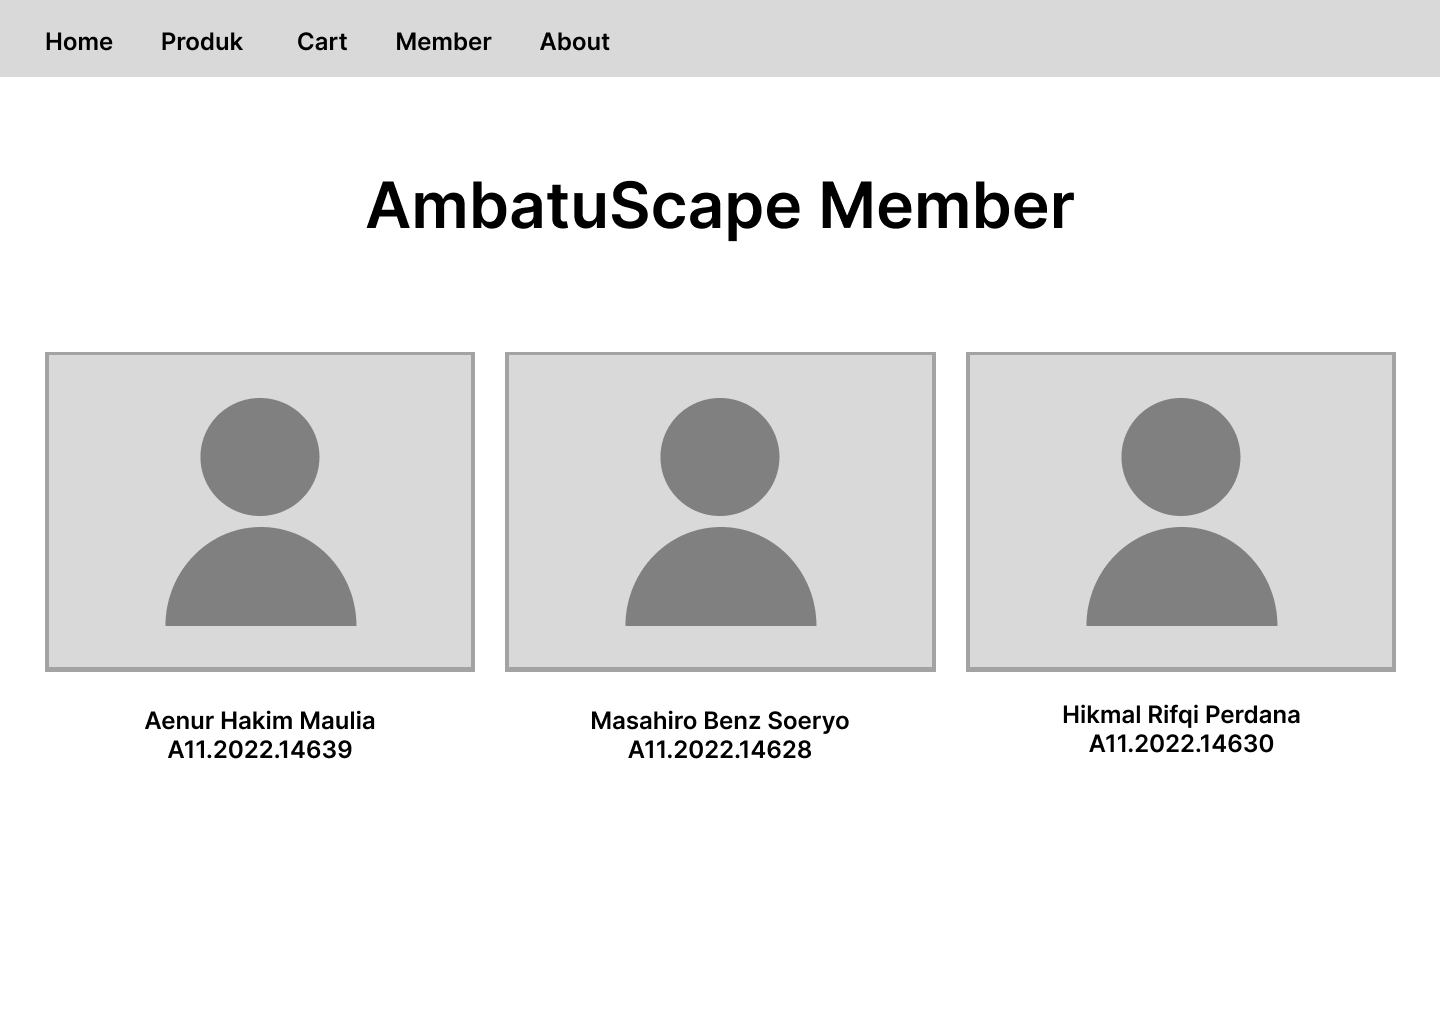 Home Produk Cart Member About
AmbatuScape Member
Aenur Hakim Maulia
A11.2022.14639
Masahiro Benz Soeryo
A11.2022.14628
Hikmal Rifqi Perdana
A11.2022.14630